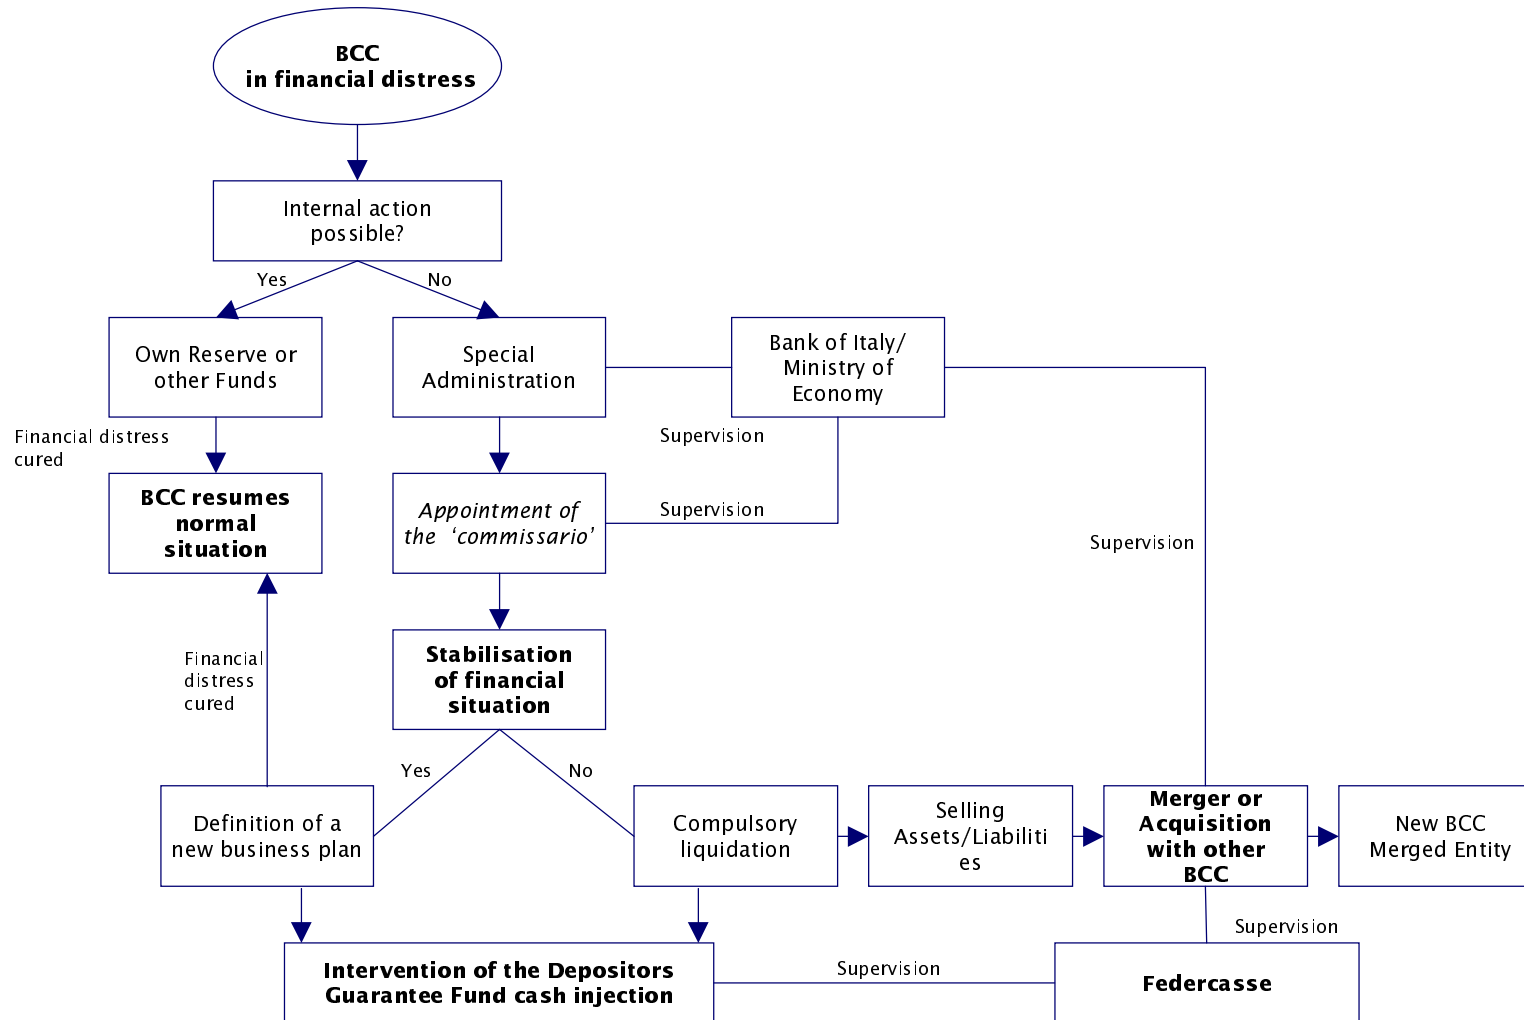 BCC
in financial distress
Internal action
possible?
Yes
No
Own Reserve or
other Funds
Special
Administration
Bank of Italy/
Ministry of
Economy
Financial distress
cured
Supervision
BCC resumes
normal
situation
Appointment of
the ‘commissario’
Supervision
Supervision
Financial
distress
cured
Stabilisation
of financial
situation
Yes
No
Definition of a
new business plan
Compulsory
liquidation
Selling
Assets/Liabiliti
es
Merger or
Acquisition
with other
BCC
New BCC
Merged Entity
Supervision
Intervention of the Depositors
Guarantee Fund cash injection
Supervision
Federcasse